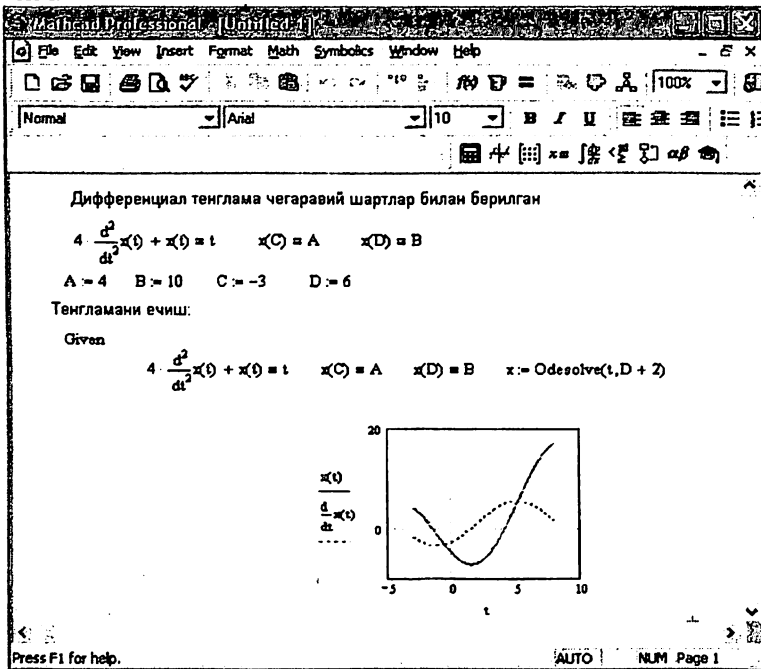 Mathcad Professional - [Untitled:1]
File Edit View Insert Format Math Symbolics Window Help
100%
Normal Arial 10 B I U
Дифференциал тенглама чегаравий шартлар билан берилган
4 · d²/dt² x(t) + x(t) = t x(C) = A x(D) = B
A := 4 B := 10 C := -3 D := 6
Тенгламани ечиш:
Given
4 · d²/dt² x(t) + x(t) = t x(C) = A x(D) = B x := Odesolve(t, D + 2)
20
x(t)
d/dt x(t)
0
-5 0 5 10
t
Press F1 for help. AUTO NUM Page 1